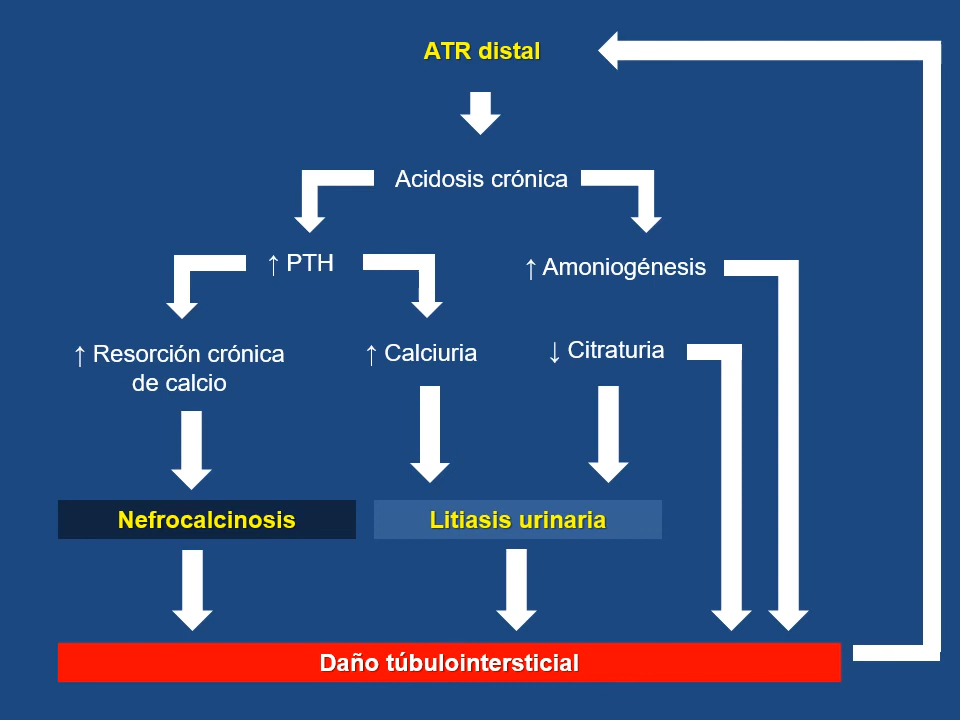 ATR distal
Acidosis crónica
↑ PTH
↑ Amoniogénesis
↑ Resorción crónica
de calcio
↑ Calciuria
↓ Citraturia
Nefrocalcinosis
Litiasis urinaria
Daño túbulointersticial